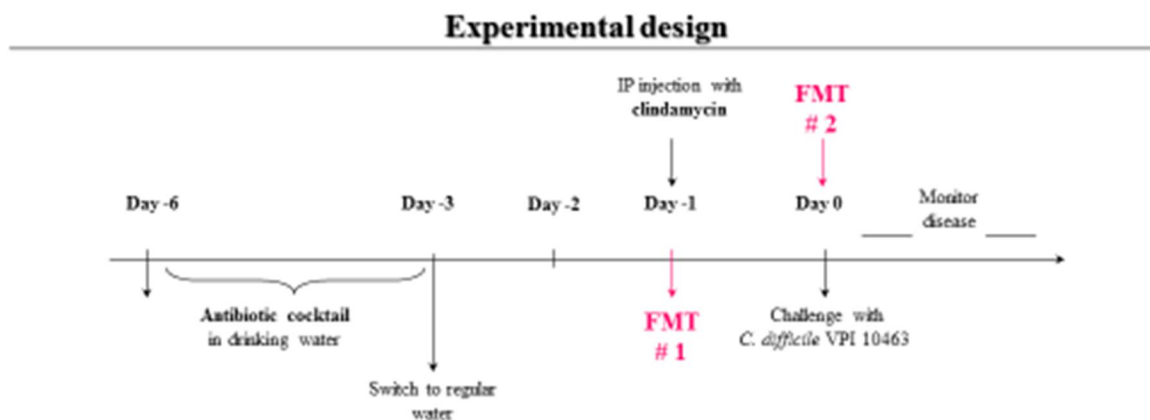 Experimental design
IP injection with
clindamycin
FMT
# 2
Day -6
Day -3
Day -2
Day -1
Day 0
Monitor
disease
Antibiotic cocktail
in drinking water
FMT
# 1
Challenge with
C. difficile VPI 10463
Switch to regular
water